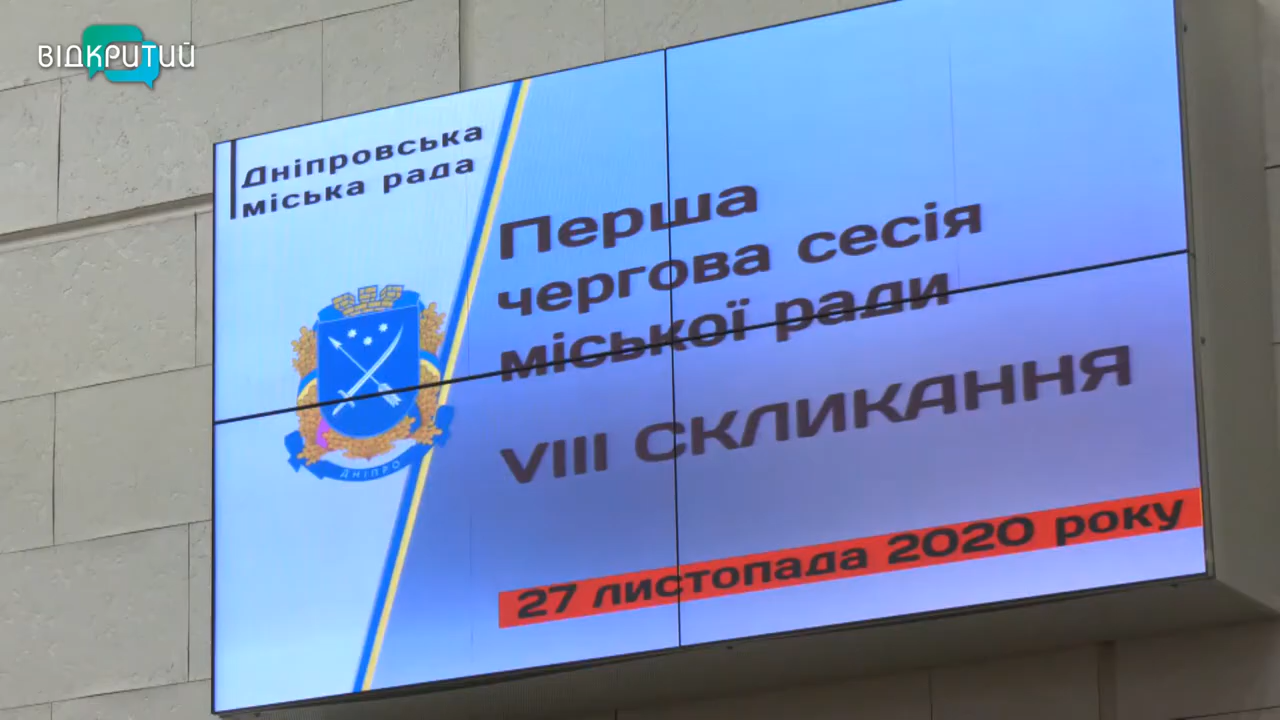 ВІДКРИТИЙ
Дніпровська
міська рада
Перша
чергова сесія
міської ради
VIII СКЛИКАННЯ
ДНІПРО
27 листопада 2020 року